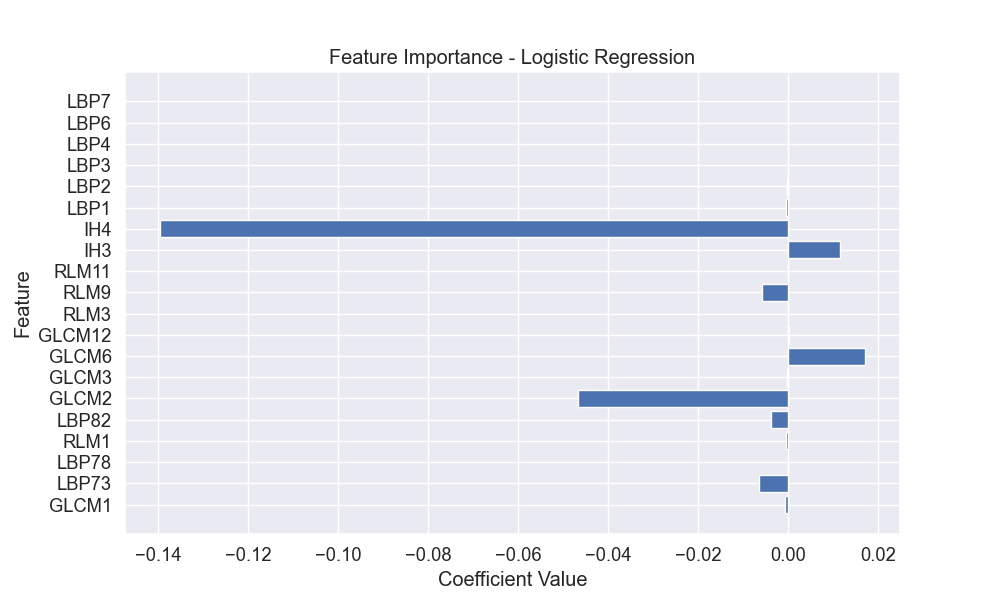 Feature Importance - Logistic Regression
Feature
LBP7
LBP6
LBP4
LBP3
LBP2
LBP1
IH4
IH3
RLM11
RLM9
RLM3
GLCM12
GLCM6
GLCM3
GLCM2
LBP82
RLM1
LBP78
LBP73
GLCM1
−0.14 −0.12 −0.10 −0.08 −0.06 −0.04 −0.02 0.00 0.02
Coefficient Value